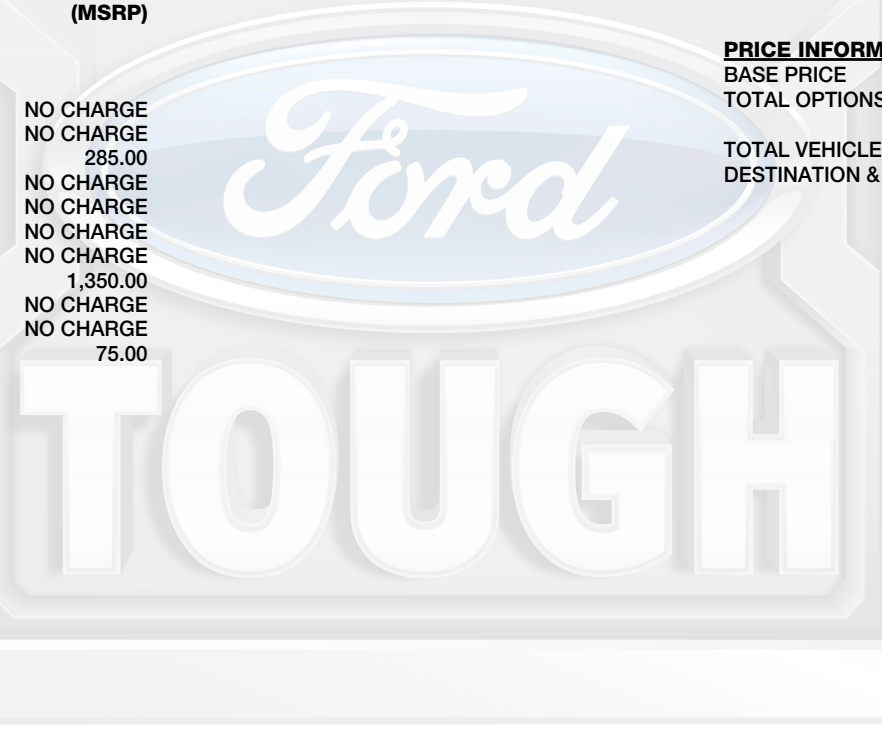 (MSRP)
NO CHARGE
NO CHARGE
285.00
NO CHARGE
NO CHARGE
NO CHARGE
NO CHARGE
1,350.00
NO CHARGE
NO CHARGE
75.00
PRICE INFORM
BASE PRICE
TOTAL OPTIONS
TOTAL VEHICLE
DESTINATION &
Ford
TOUGH